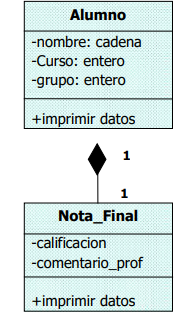 Alumno
-nombre: cadena
-Curso: entero
-grupo: entero
+imprimir datos
1
1
Nota_Final
-calificacion
-comentario_prof
+imprimir datos